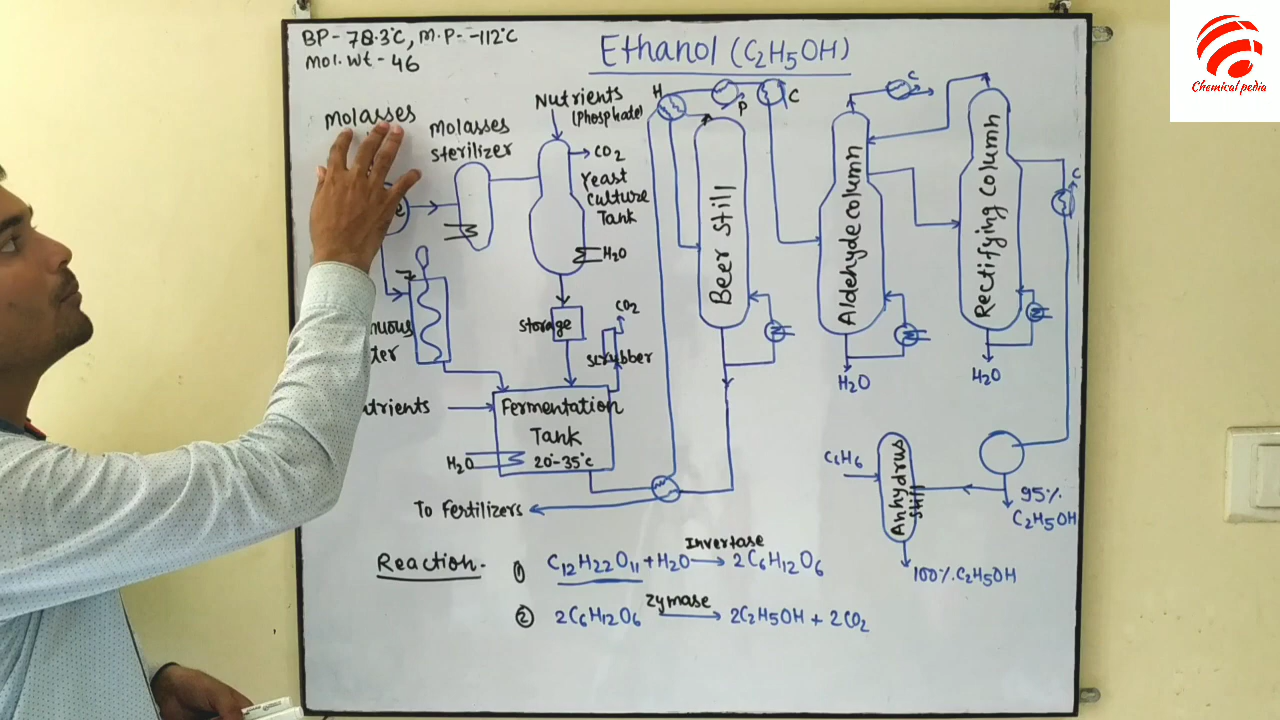 BP- 78.3°C, M.P- -112°C
Mol. Wt - 46
Ethanol (C2H5OH)
Chemical pedia
Molasses
Molasses
sterilizer
Nutrients
(Phosphate)
CO2
Yeast
Culture
Tank
H2O
H
P
C
C
C
Beer Still
Aldehyde column
Rectifying Column
storage
CO2
scrubber
H2O
H2O
Fermentation
Tank
20°-35°C
H2O
To Fertilizers
C6H6
Anhydrus
still
95%
C2H5OH
100% C2H5OH
Reaction -
1) C12H22O11 + H2O Invertase → 2C6H12O6
2) 2C6H12O6 Zymase → 2C2H5OH + 2CO2